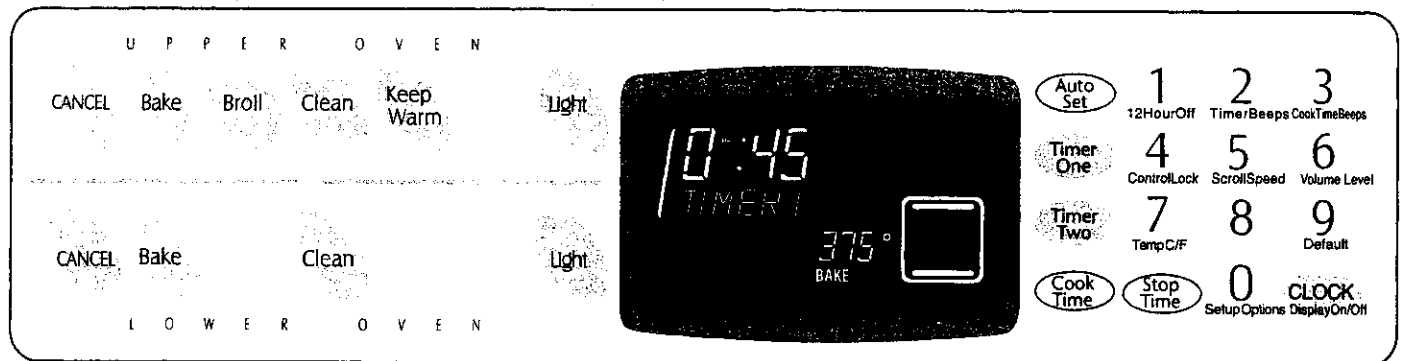 UPPER OVEN
CANCEL Bake Broil Clean Keep Warm Light
CANCEL Bake Clean Light
LOWER OVEN
0:45
TIMER 1
375°
BAKE
Auto Set
1 2 3
12HourOff TimerBeeps CookTimeBeeps
Timer One
4 5 6
ControlLock ScrollSpeed Volume Level
Timer Two
7 8 9
TempC/F Default
Cook Time Stop Time 0 CLOCK
SetupOptions DisplayOn/Off